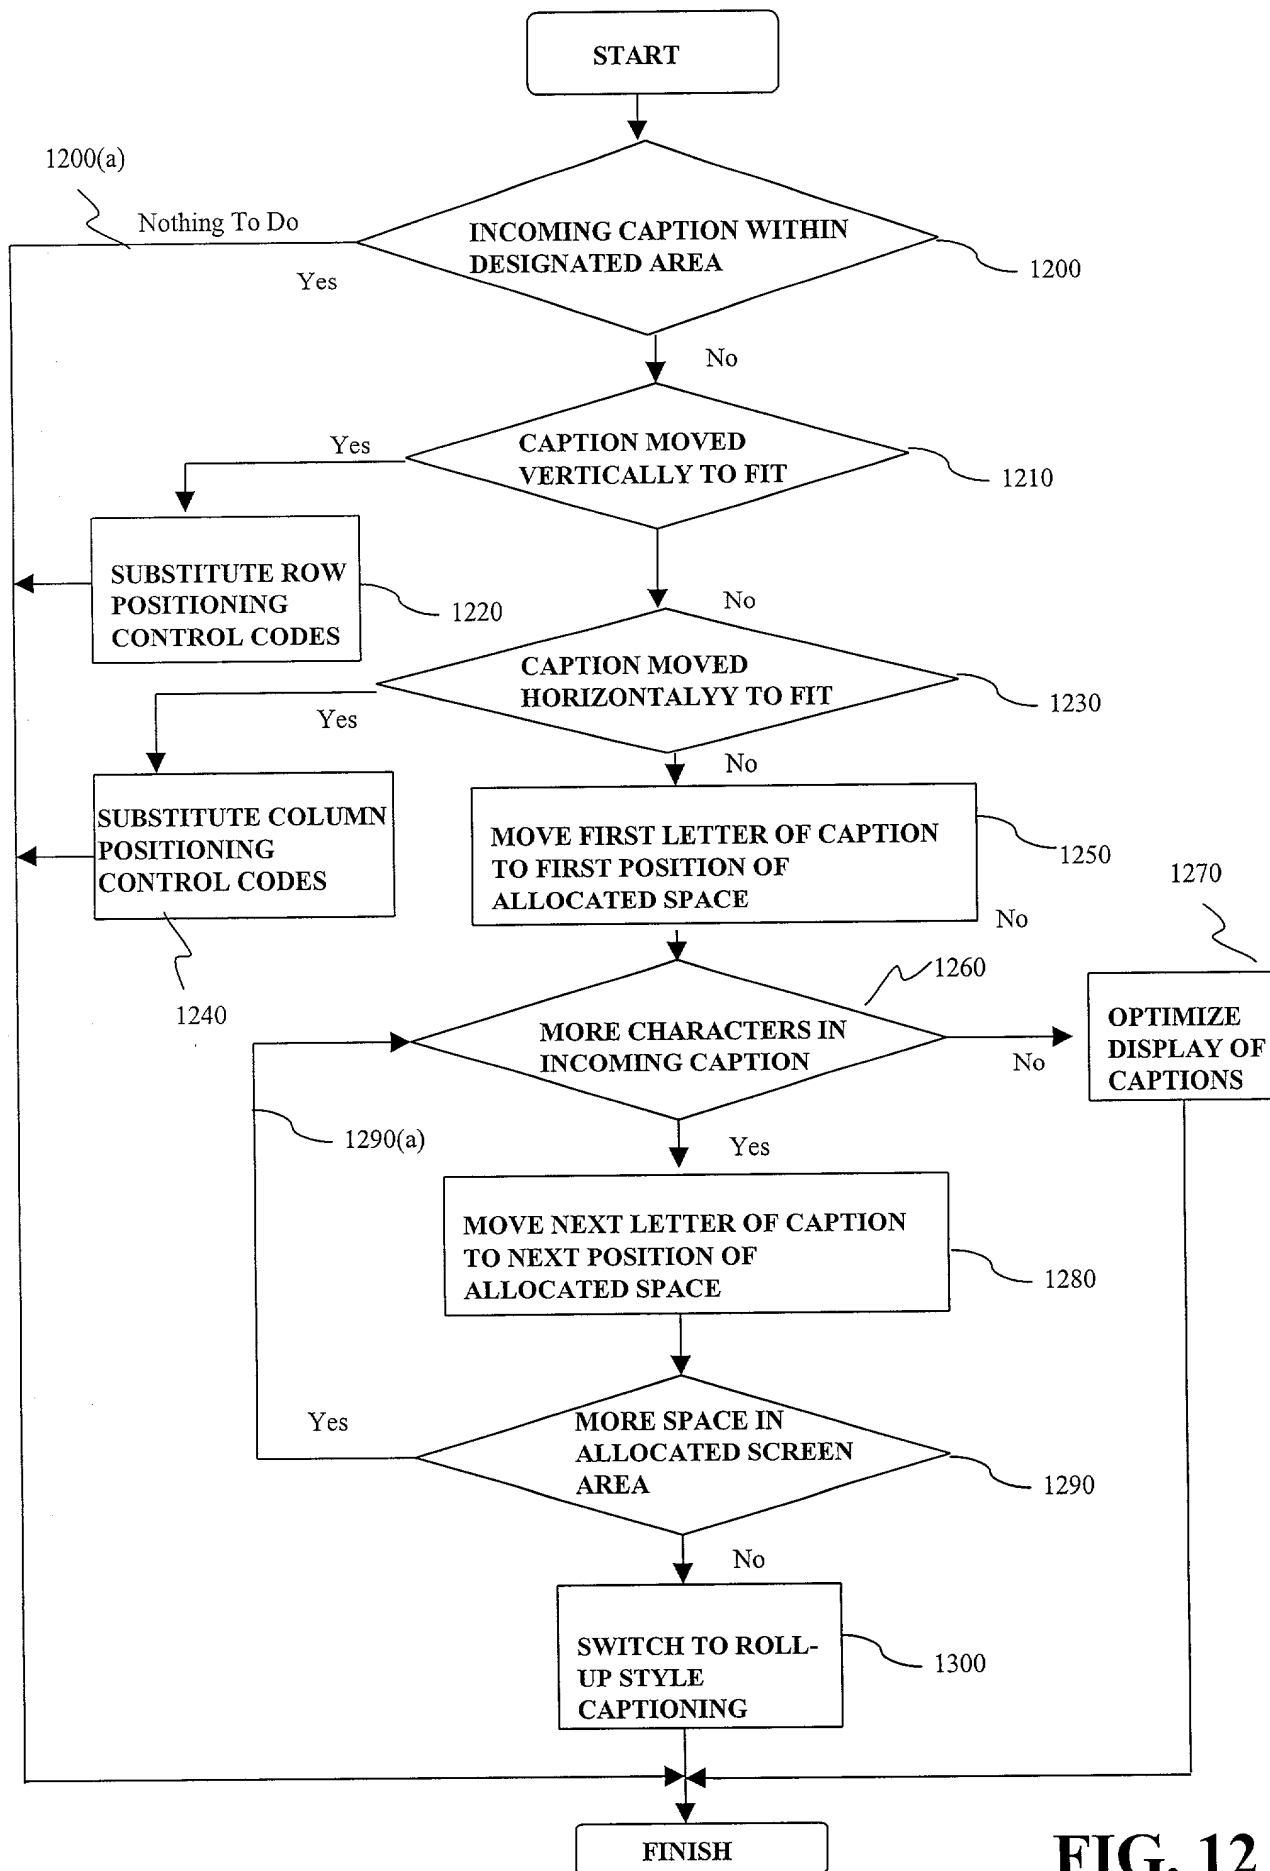 START
1200(a)
Nothing To Do
INCOMING CAPTION WITHIN
DESIGNATED AREA
1200
Yes
No
CAPTION MOVED
VERTICALLY TO FIT
Yes
1210
SUBSTITUTE ROW
POSITIONING
CONTROL CODES
1220
No
CAPTION MOVED
HORIZONTALYY TO FIT
1230
Yes
No
SUBSTITUTE COLUMN
POSITIONING
CONTROL CODES
1240
MOVE FIRST LETTER OF CAPTION
TO FIRST POSITION OF
ALLOCATED SPACE
1250
No
1270
1260
MORE CHARACTERS IN
INCOMING CAPTION
No
OPTIMIZE
DISPLAY OF
CAPTIONS
1290(a)
Yes
MOVE NEXT LETTER OF CAPTION
TO NEXT POSITION OF
ALLOCATED SPACE
1280
Yes
MORE SPACE IN
ALLOCATED SCREEN
AREA
1290
No
SWITCH TO ROLL-
UP STYLE
CAPTIONING
1300
FINISH
FIG. 12